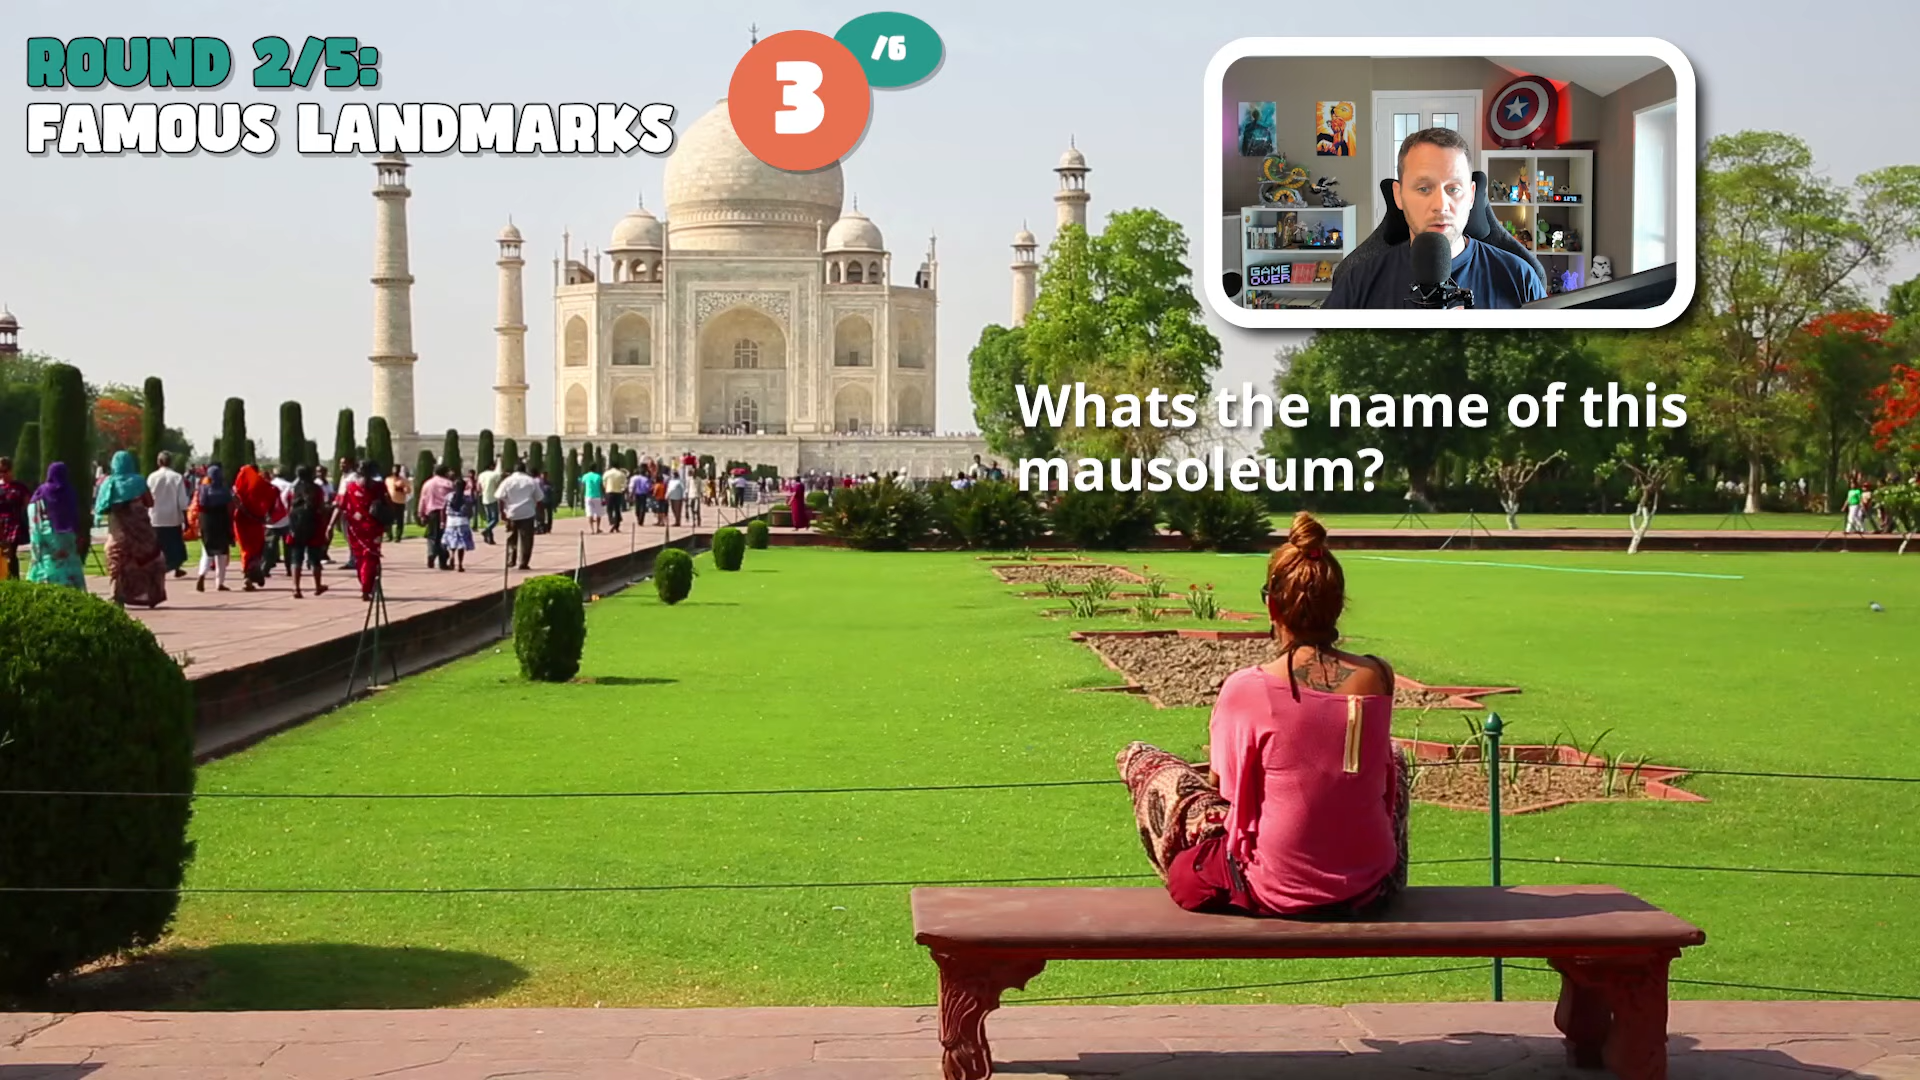 ROUND 2/5:
FAMOUS LANDMARKS
3
/6
GAME
OVER
Whats the name of this
mausoleum?